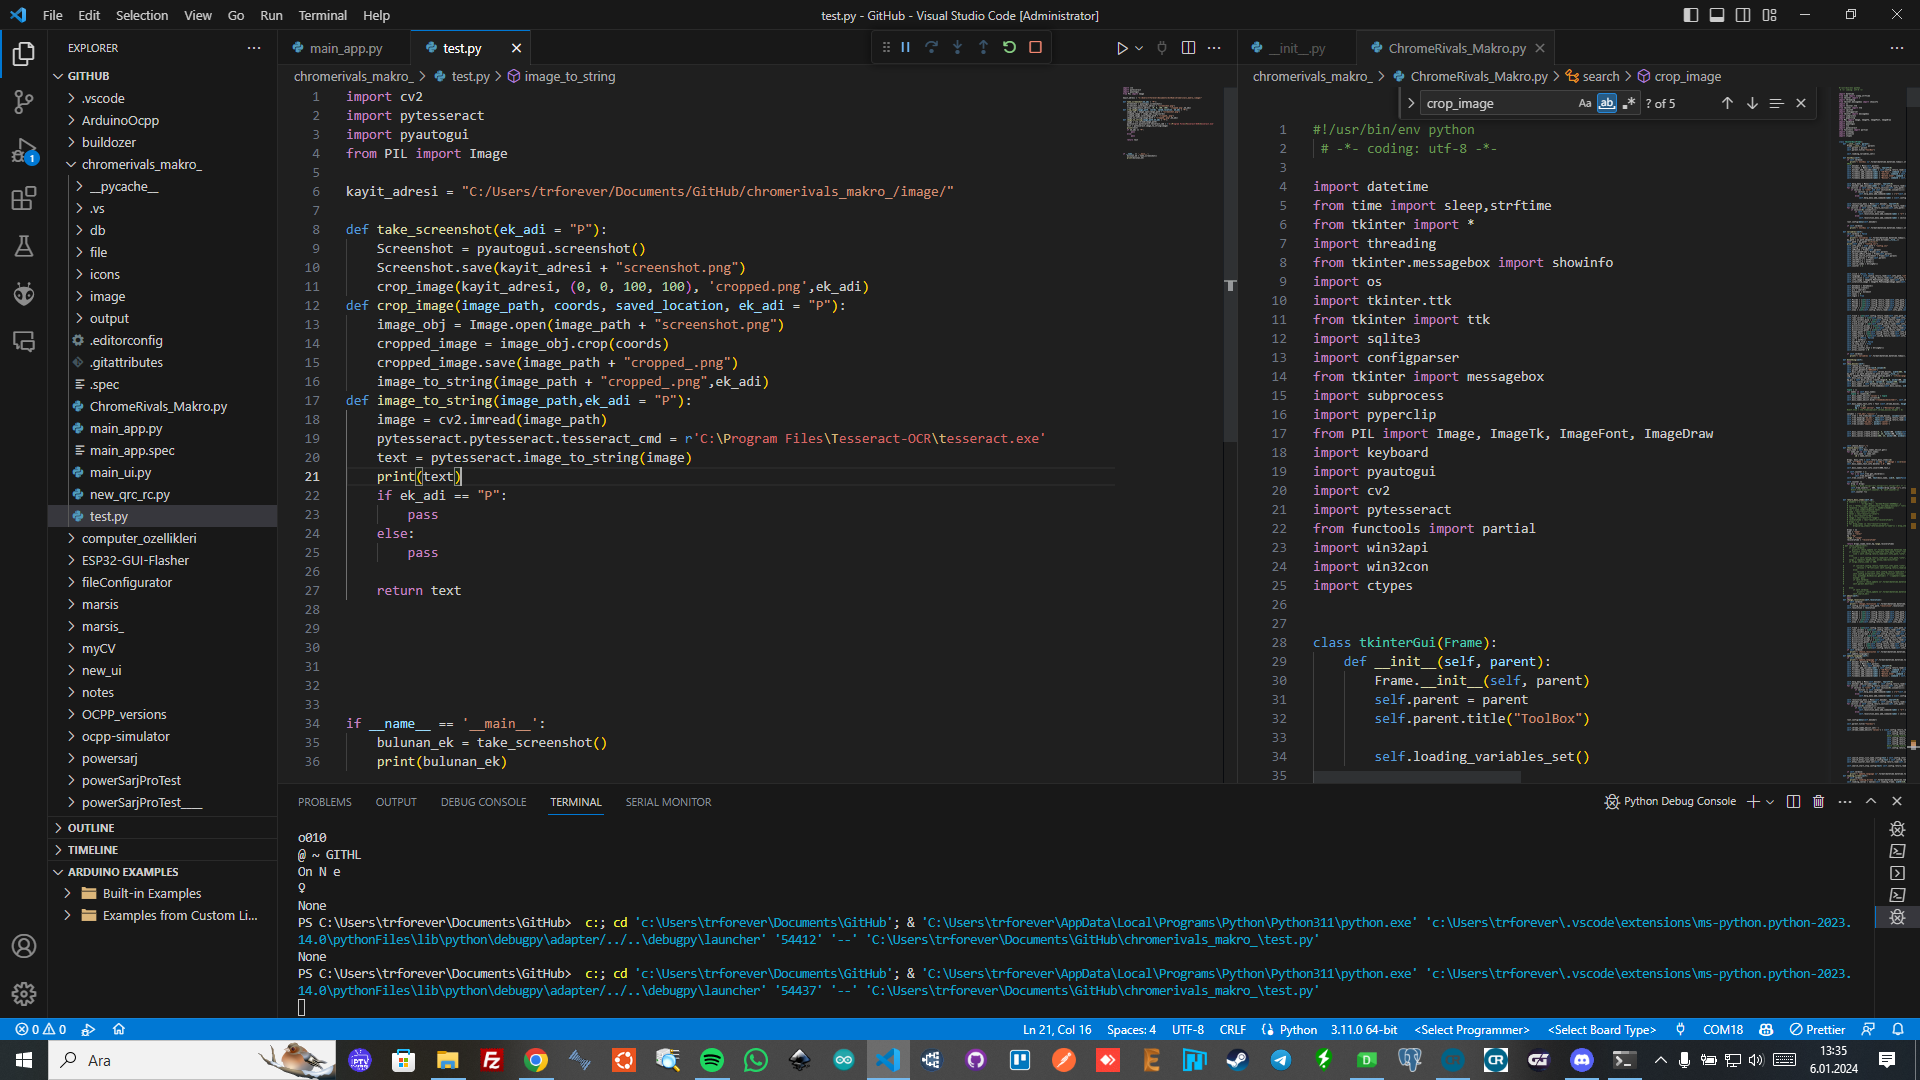 File Edit Selection View Go Run Terminal Help
test.py - GitHub - Visual Studio Code [Administrator]
EXPLORER
GITHUB
.vscode
ArduinoOcpp
buildozer
chromerivals_makro_
__pycache__
.vs
db
file
icons
image
output
.editorconfig
.gitattributes
.spec
ChromeRivals_Makro.py
main_app.py
main_app.spec
main_ui.py
new_qrc_rc.py
test.py
computer_ozellikleri
ESP32-GUI-Flasher
fileConfigurator
marsis
marsis_
myCV
new_ui
notes
OCPP_versions
ocpp-simulator
powersarj
powerSarjProTest
powerSarjProTest____
OUTLINE
TIMELINE
ARDUINO EXAMPLES
Built-in Examples
Examples from Custom Li...
main_app.py test.py
chromerivals_makro_ > test.py > image_to_string
1 import cv2
2 import pytesseract
3 import pyautogui
4 from PIL import Image
5
6 kayit_adresi = "C:/Users/trforever/Documents/GitHub/chromerivals_makro_/image/"
7
8 def take_screenshot(ek_adi = "P"):
9 Screenshot = pyautogui.screenshot()
10 Screenshot.save(kayit_adresi + "screenshot.png")
11 crop_image(kayit_adresi, (0, 0, 100, 100), 'cropped.png',ek_adi)
12 def crop_image(image_path, coords, saved_location, ek_adi = "P"):
13 image_obj = Image.open(image_path + "screenshot.png")
14 cropped_image = image_obj.crop(coords)
15 cropped_image.save(image_path + "cropped_.png")
16 image_to_string(image_path + "cropped_.png",ek_adi)
17 def image_to_string(image_path,ek_adi = "P"):
18 image = cv2.imread(image_path)
19 pytesseract.pytesseract.tesseract_cmd = r'C:\Program Files\Tesseract-OCR\tesseract.exe'
20 text = pytesseract.image_to_string(image)
21 print(text)
22 if ek_adi == "P":
23 pass
24 else:
25 pass
26
27 return text
28
29
30
31
32
33
34 if __name__ == '__main__':
35 bulunan_ek = take_screenshot()
36 print(bulunan_ek)
__init__.py ChromeRivals_Makro.py
chromerivals_makro_ > ChromeRivals_Makro.py > search > crop_image
crop_image Aa ab ? of 5
1 #!/usr/bin/env python
2 # -*- coding: utf-8 -*-
3
4 import datetime
5 from time import sleep,strftime
6 from tkinter import *
7 import threading
8 from tkinter.messagebox import showinfo
9 import os
10 import tkinter.ttk
11 from tkinter import ttk
12 import sqlite3
13 import configparser
14 from tkinter import messagebox
15 import subprocess
16 import pyperclip
17 from PIL import Image, ImageTk, ImageFont, ImageDraw
18 import keyboard
19 import pyautogui
20 import cv2
21 import pytesseract
22 from functools import partial
23 import win32api
24 import win32con
25 import ctypes
26
27
28 class tkinterGui(Frame):
29 def __init__(self, parent):
30 Frame.__init__(self, parent)
31 self.parent = parent
32 self.parent.title("ToolBox")
33
34 self.loading_variables_set()
35
PROBLEMS OUTPUT DEBUG CONSOLE TERMINAL SERIAL MONITOR
Python Debug Console
o010
@ ~ GITHL
On N e
♀
None
PS C:\Users\trforever\Documents\GitHub> c:; cd 'c:\Users\trforever\Documents\GitHub'; & 'C:\Users\trforever\AppData\Local\Programs\Python\Python311\python.exe' 'c:\Users\trforever\.vscode\extensions\ms-python.python-2023.
14.0\pythonFiles\lib\python\debugpy\adapter/../..\debugpy\launcher' '54412' '--' 'C:\Users\trforever\Documents\GitHub\chromerivals_makro_\test.py'
None
PS C:\Users\trforever\Documents\GitHub> c:; cd 'c:\Users\trforever\Documents\GitHub'; & 'C:\Users\trforever\AppData\Local\Programs\Python\Python311\python.exe' 'c:\Users\trforever\.vscode\extensions\ms-python.python-2023.
14.0\pythonFiles\lib\python\debugpy\adapter/../..\debugpy\launcher' '54437' '--' 'C:\Users\trforever\Documents\GitHub\chromerivals_makro_\test.py'
0 0
Ln 21, Col 16 Spaces: 4 UTF-8 CRLF Python 3.11.0 64-bit <Select Programmer> <Select Board Type> COM18 Prettier
Ara
13:35
6.01.2024